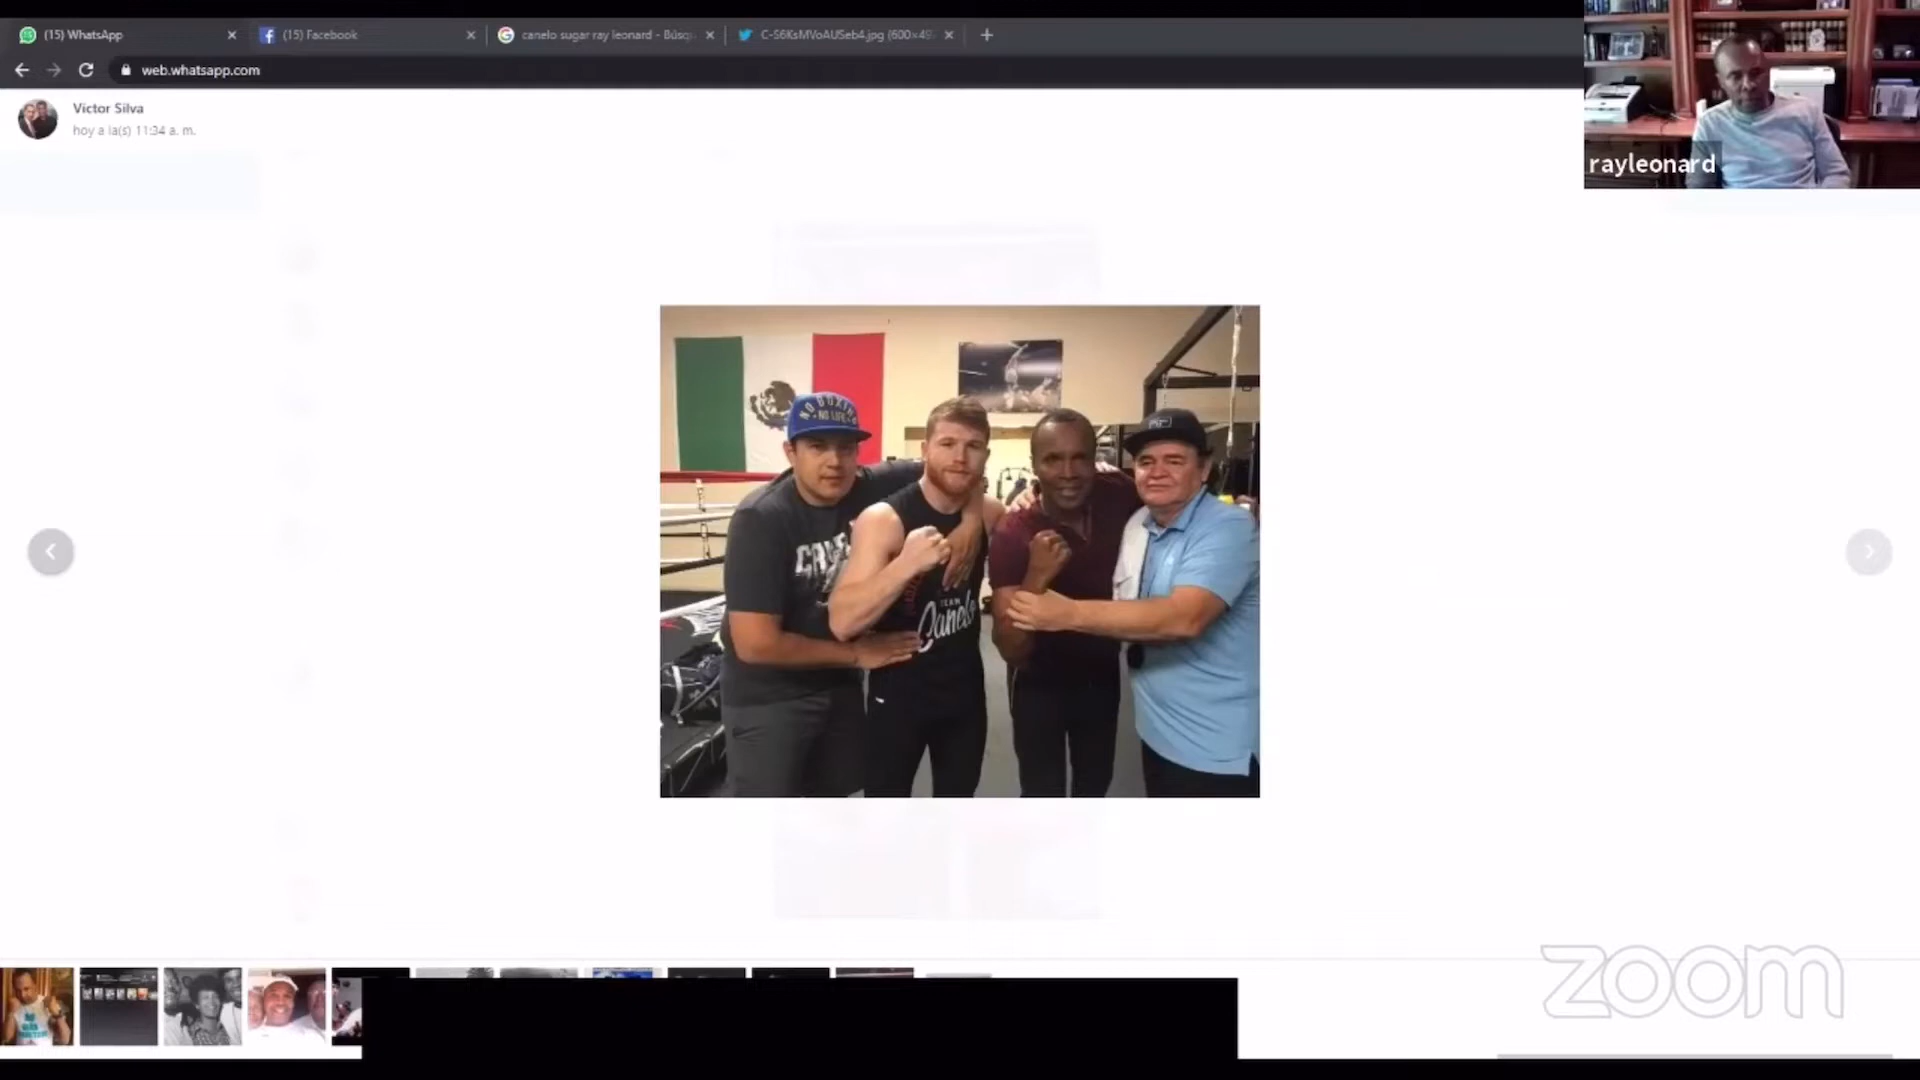 (15) WhatsApp
(15) Facebook
canelo sugar ray leonard - Búsq
C-S6KsMVoAUSeb4.jpg (600×49
web.whatsapp.com
Victor Silva
hoy a la(s) 11:34 a. m.
rayleonard
NO BOXING
NO LIFE
TEAM
Canelo
zoom